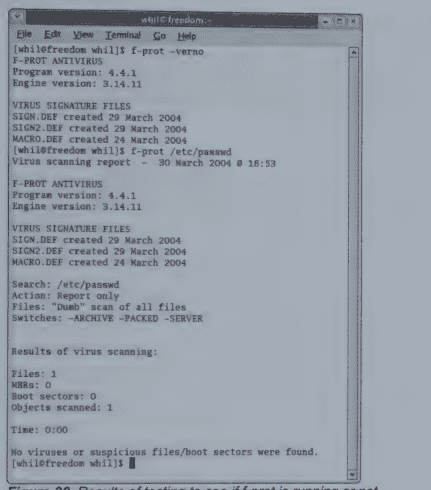 whil@freedom:~
File Edit View Terminal Go Help
[whil@freedom whil]$ f-prot -verno
F-PROT ANTIVIRUS
Program version: 4.4.1
Engine version: 3.14.11
VIRUS SIGNATURE FILES
SIGN.DEF created 29 March 2004
SIGN2.DEF created 29 March 2004
MACRO.DEF created 24 March 2004
[whil@freedom whil]$ f-prot /etc/passwd
Virus scanning report - 30 March 2004 @ 18:53
F-PROT ANTIVIRUS
Program version: 4.4.1
Engine version: 3.14.11
VIRUS SIGNATURE FILES
SIGN.DEF created 29 March 2004
SIGN2.DEF created 29 March 2004
MACRO.DEF created 24 March 2004
Search: /etc/passwd
Action: Report only
Files: "Dumb" scan of all files
Switches: -ARCHIVE -PACKED -SERVER
Results of virus scanning:
Files: 1
MBRs: 0
Boot sectors: 0
Objects scanned: 1
Time: 0:00
No viruses or suspicious files/boot sectors were found.
[whil@freedom whil]$
Results of testing to see if f-prot is running or not